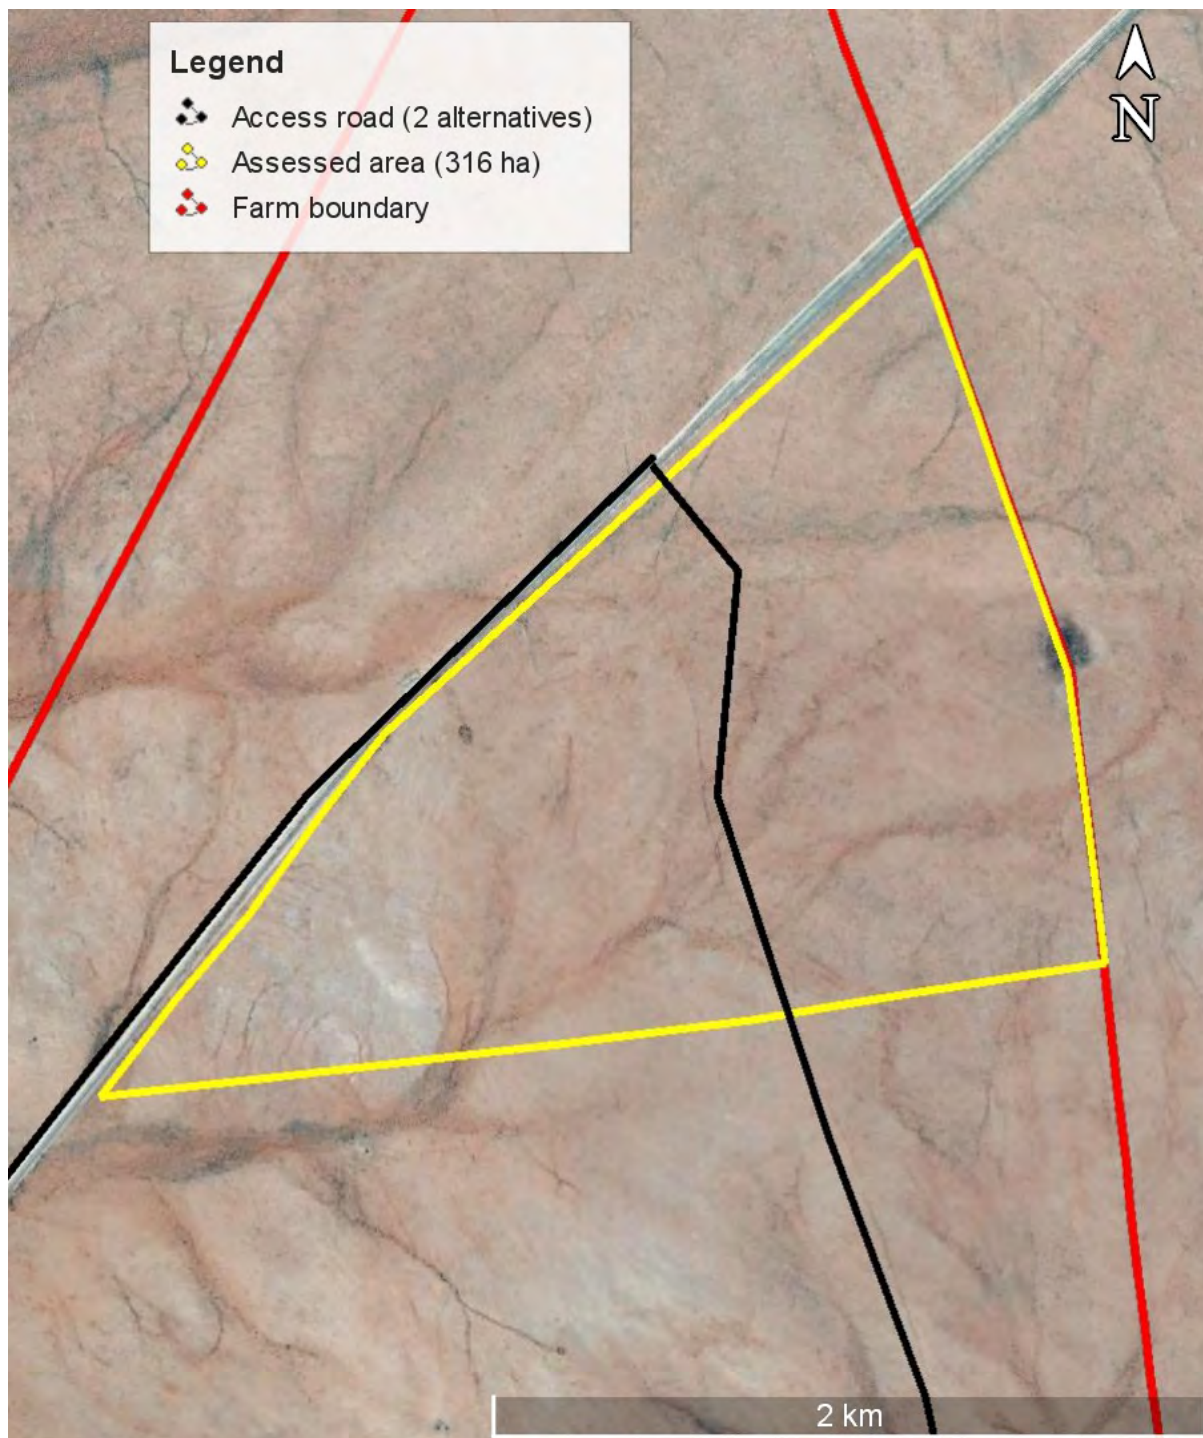 Legend
Access road (2 alternatives)
Assessed area (316 ha)
Farm boundary
N
2 km